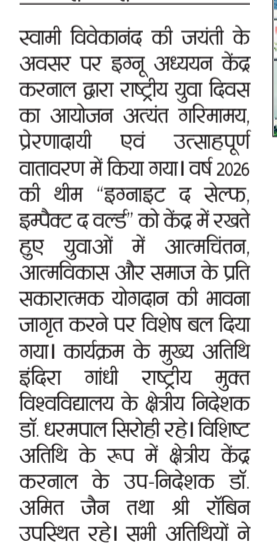 स्वामी विवेकानंद की जयंती के
अवसर पर इग्नू अध्ययन केंद्र
करनाल द्वारा राष्ट्रीय युवा दिवस
का आयोजन अत्यंत गरिमामय,
प्रेरणादायी एवं उत्साहपूर्ण
वातावरण में किया गया। वर्ष 2026
की थीम “इग्नाइट द सेल्फ,
इम्पैक्ट द वर्ल्ड” को केंद्र में रखते
हुए युवाओं में आत्मचिंतन,
आत्मविकास और समाज के प्रति
सकारात्मक योगदान की भावना
जागृत करने पर विशेष बल दिया
गया। कार्यक्रम के मुख्य अतिथि
इंदिरा गांधी राष्ट्रीय मुक्त
विश्वविद्यालय के क्षेत्रीय निदेशक
डॉ. धरमपाल सिरोही रहे। विशिष्ट
अतिथि के रूप में क्षेत्रीय केंद्र
करनाल के उप-निदेशक डॉ.
अमित जैन तथा श्री रॉबिन
उपस्थित रहे। सभी अतिथियों ने